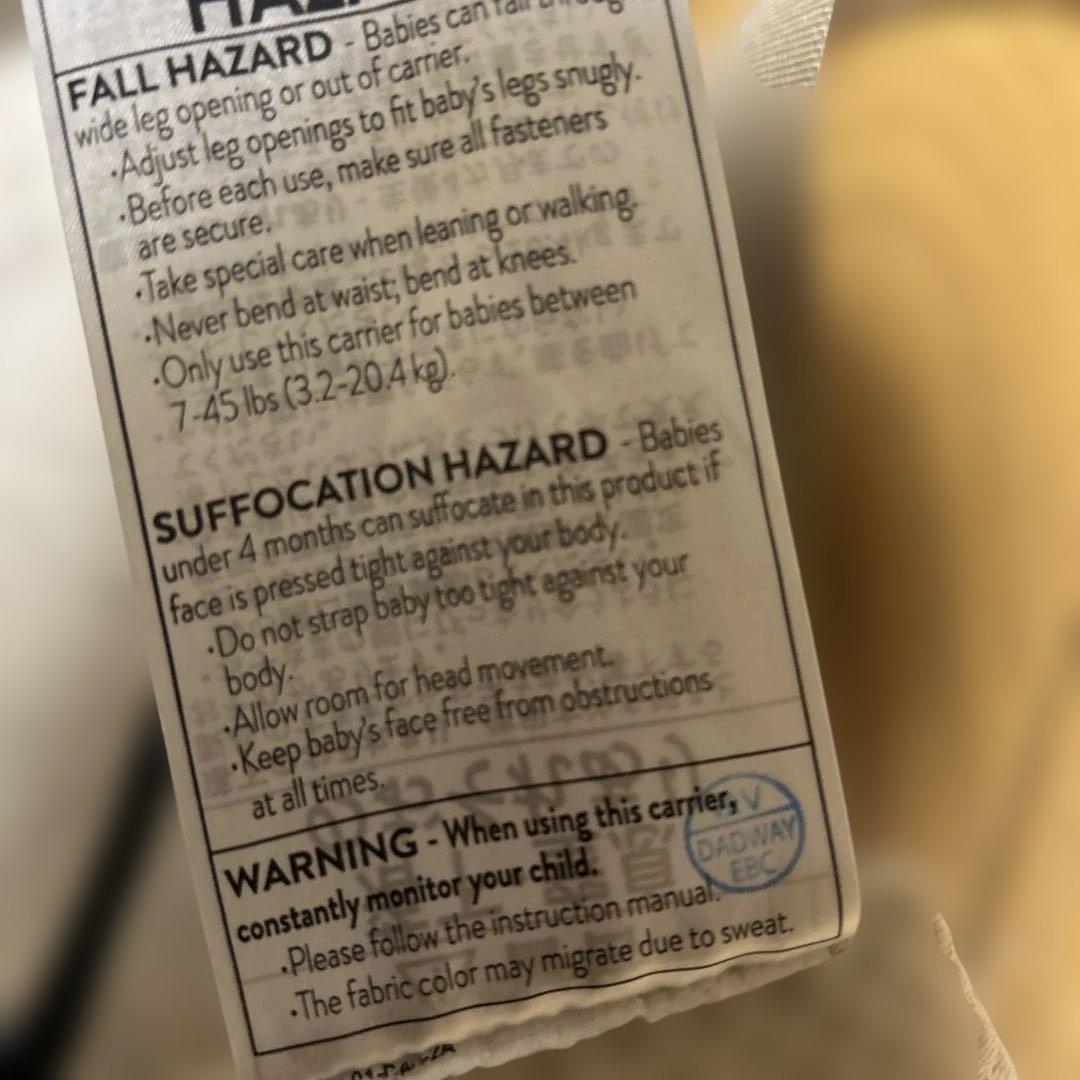 FALL HAZARD - Babies can fall through
wide leg opening or out of carrier.
•Adjust leg openings to fit baby's legs snugly.
•Before each use, make sure all fasteners
are secure.
•Take special care when leaning or walking.
•Never bend at waist; bend at knees.
•Only use this carrier for babies between
7-45 lbs (3.2-20.4 kg).
SUFFOCATION HAZARD - Babies
under 4 months can suffocate in this product if
face is pressed tight against your body.
•Do not strap baby too tight against your
body.
•Allow room for head movement.
•Keep baby's face free from obstructions
at all times.
WARNING - When using this carrier,
constantly monitor your child.
•Please follow the instruction manual.
•The fabric color may migrate due to sweat.
DADWAY
EBC